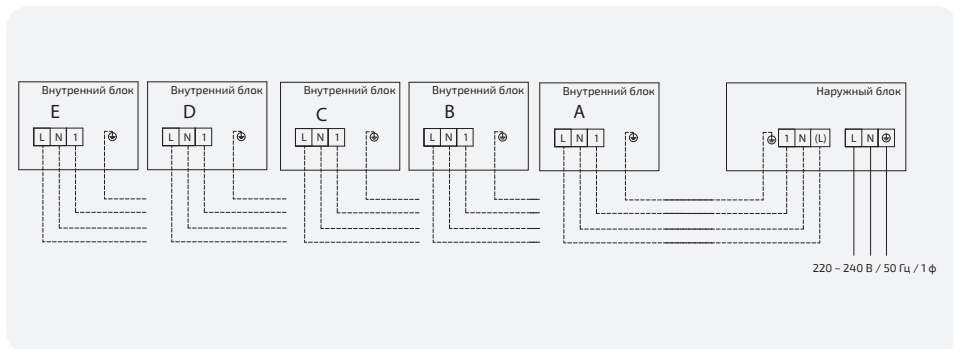 Внутренний блок Внутренний блок Внутренний блок Внутренний блок Внутренний блок Наружный блок
E D C B A
L N 1 L N 1 L N 1 L N 1 L N 1 1 N (L) L N
220 ~ 240 В / 50 Гц / 1 ф